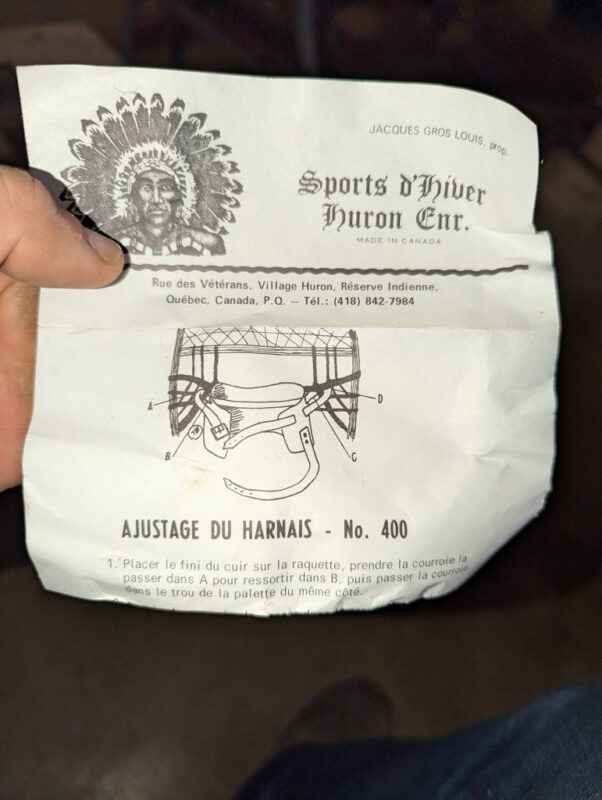 JACQUES GROS LOUIS, prop.
Sports d'Hiver
Huron Enr.
MADE IN CANADA
Rue des Vétérans, Village Huron, Réserve Indienne,
Québec, Canada, P.Q. – Tél.: (418) 842-7984
A
D
B
C
AJUSTAGE DU HARNAIS - No. 400
1. Placer le fini du cuir sur la raquette, prendre la courroie la
passer dans A pour ressortir dans B, puis passer la courroie
dans le trou de la palette du même côté.